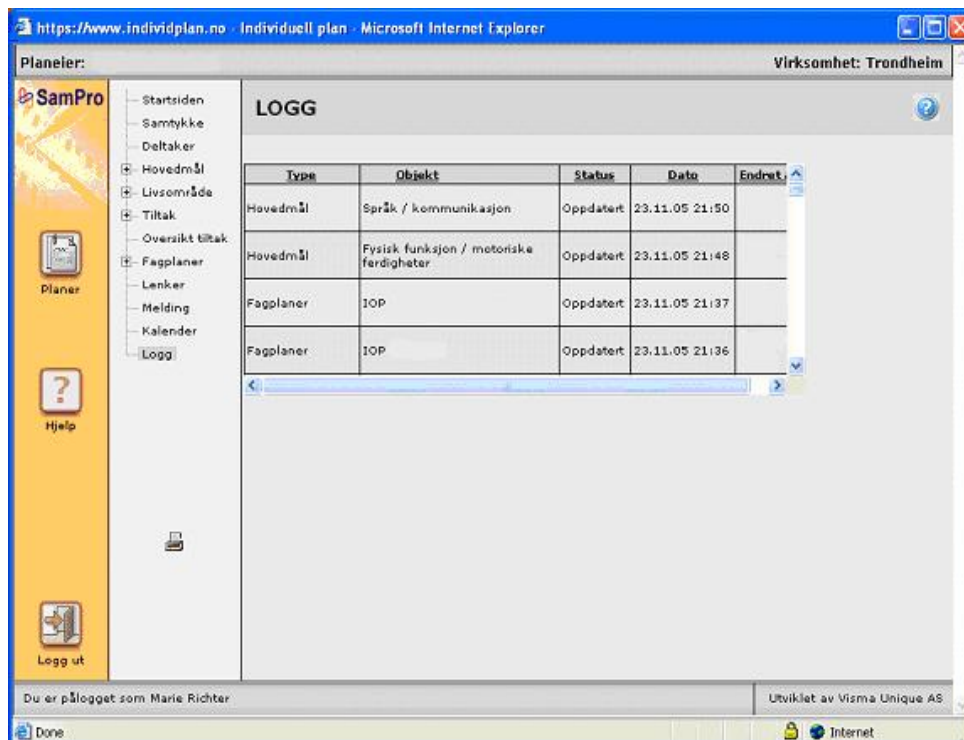 https://www.individplan.no - Individuell plan - Microsoft Internet Explorer
Planeier:
Virksomhet: Trondheim
SamPro
Planer
Hjelp
Logg ut
Startsiden
Samtykke
Deltaker
Hovedmål
Livsområde
Tiltak
Oversikt tiltak
Fagplaner
Lenker
Melding
Kalender
Logg
LOGG
Type Objekt Status Dato Endret
Hovedmål Språk / kommunikasjon Oppdatert 23.11.05 21:50
Hovedmål Fysisk funksjon / motoriske ferdigheter Oppdatert 23.11.05 21:48
Fagplaner IOP Oppdatert 23.11.05 21:37
Fagplaner IOP Oppdatert 23.11.05 21:36
Du er pålogget som Marie Richter
Utviklet av Visma Unique AS
Done
Internet